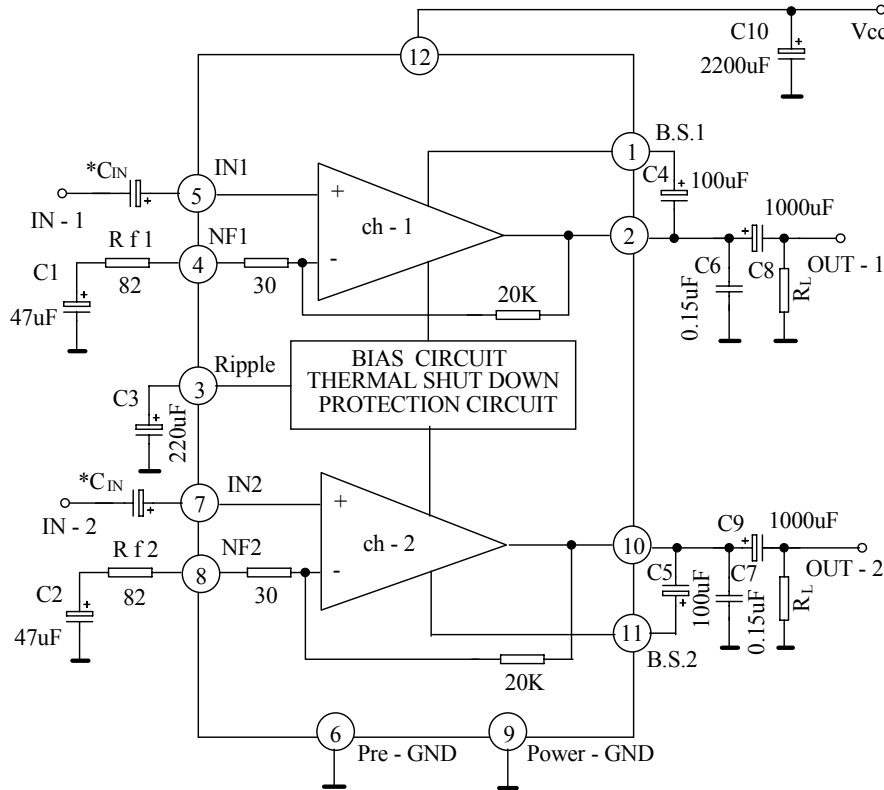 C10
Vcc
2200uF
12
B.S.1
1
C4
100uF
*CIN
IN1
5
+
IN - 1
ch - 1
2
1000uF
R f 1
NF1
4
-
C1
82
30
20K
47uF
C6
0.15uF
C8
RL
OUT - 1
Ripple
3
BIAS CIRCUIT
THERMAL SHUT DOWN
PROTECTION CIRCUIT
C3
220uF
*CIN
IN2
7
+
IN - 2
ch - 2
10
C9
1000uF
R f 2
NF2
8
-
C2
82
30
C5
100uF
C7
0.15uF
RL
OUT - 2
47uF
11
B.S.2
20K
6
Pre - GND
9
Power - GND